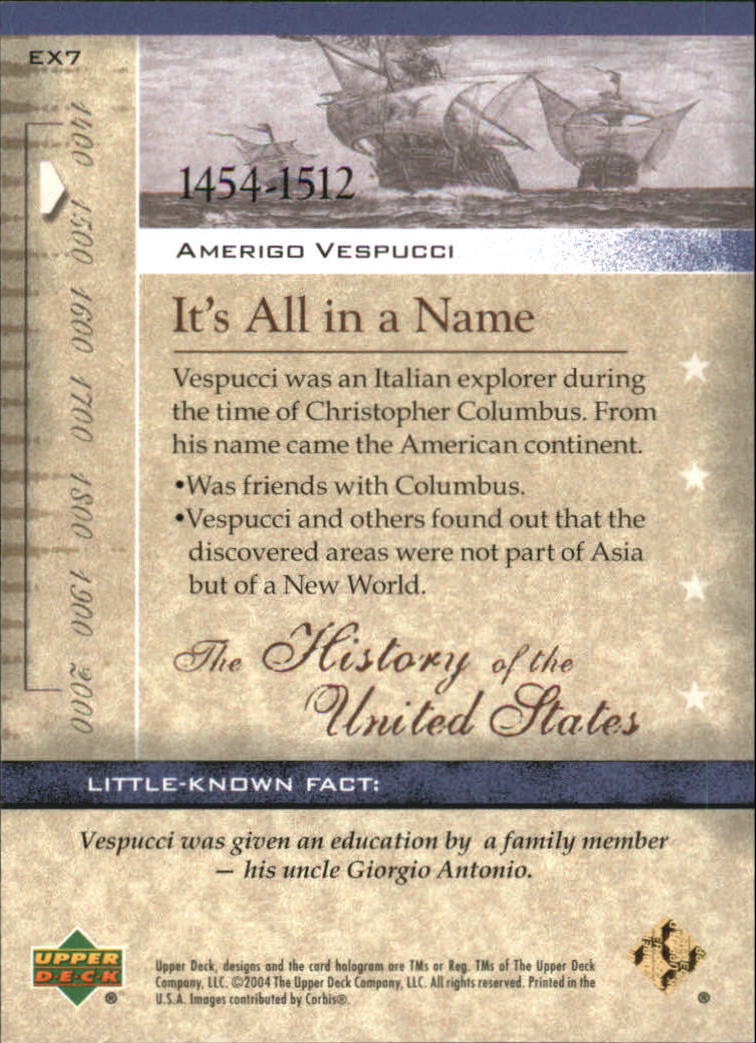 EX7
1400 1500 1600 1700 1800 1900 2000
1454-1512
AMERIGO VESPUCCI
It's All in a Name
Vespucci was an Italian explorer during
the time of Christopher Columbus. From
his name came the American continent.
•Was friends with Columbus.
•Vespucci and others found out that the
discovered areas were not part of Asia
but of a New World.
The History of the
United States
LITTLE-KNOWN FACT:
Vespucci was given an education by a family member
— his uncle Giorgio Antonio.
UPPER
DECK
®
Upper Deck, designs and the card hologram are TMs or Reg. TMs of The Upper Deck
Company, LLC. ©2004 The Upper Deck Company, LLC. All rights reserved. Printed in the
U.S.A. Images contributed by Corbis®.
®